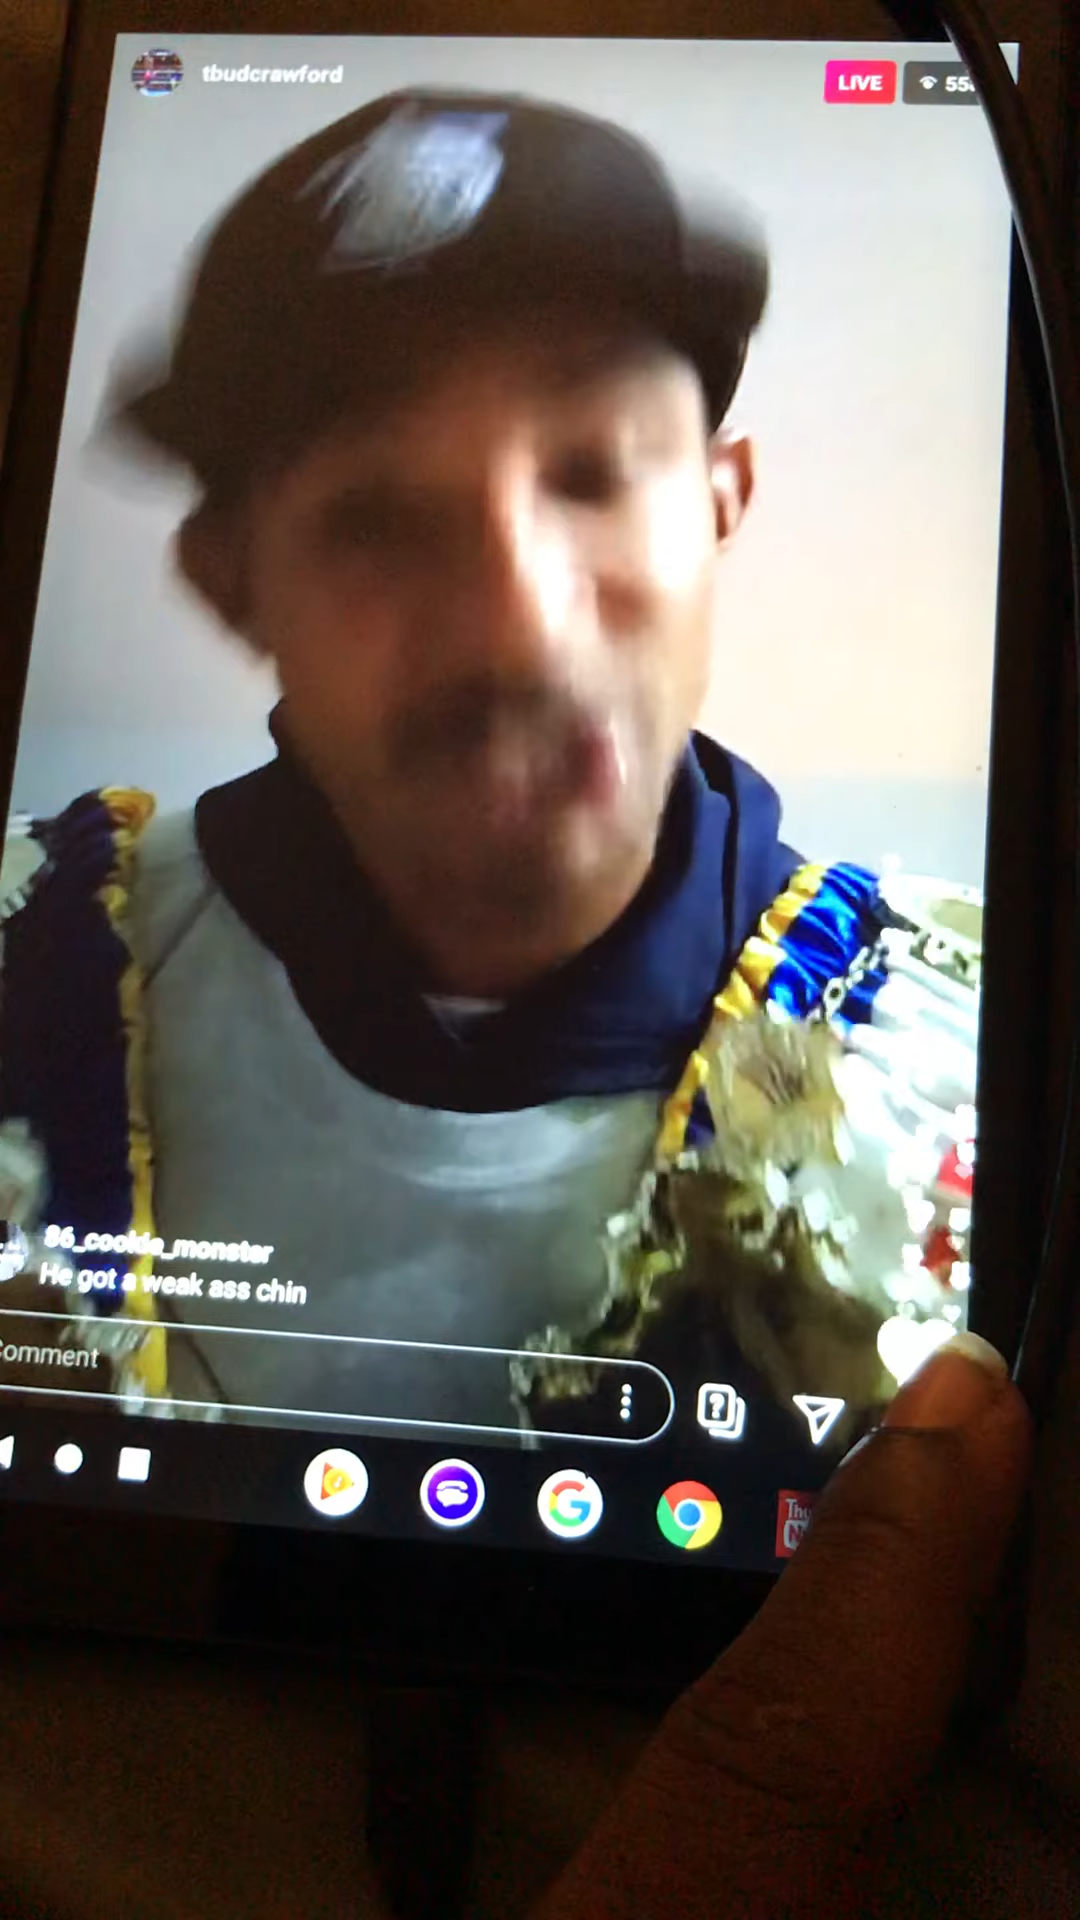 tbudcrawford
LIVE
86_cookie_monster
He got a weak ass chin
Comment